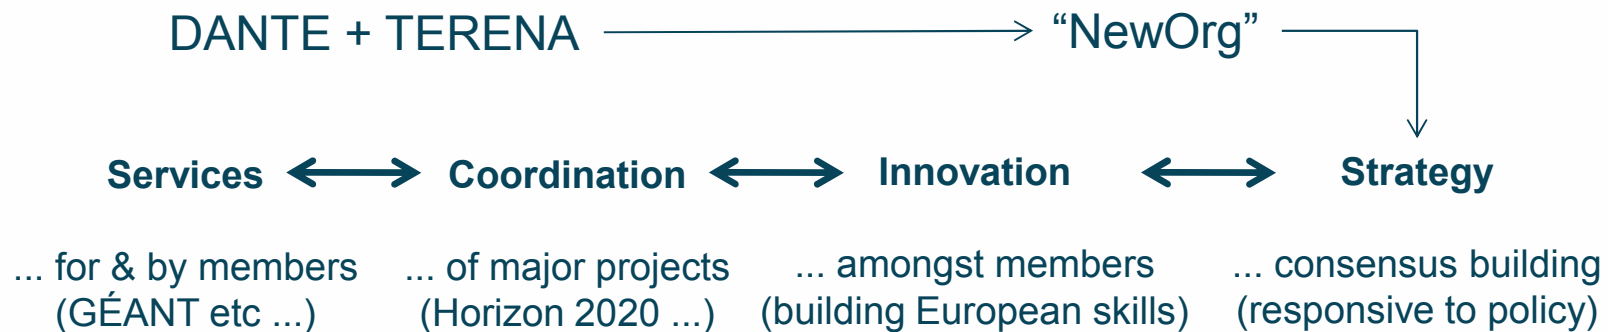 DANTE + TERENA “NewOrg”
Services Coordination Innovation Strategy
... for & by members ... of major projects ... amongst members ... consensus building
(GÉANT etc ...) (Horizon 2020 ...) (building European skills) (responsive to policy)